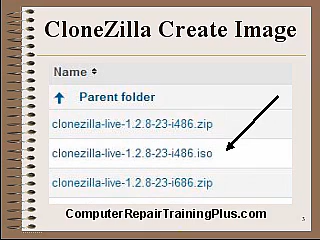 CloneZilla Create Image
Name
Parent folder
clonezilla-live-1.2.8-23-i486.zip
clonezilla-live-1.2.8-23-i486.iso
clonezilla-live-1.2.8-23-i686.zip
ComputerRepairTrainingPlus.com
3